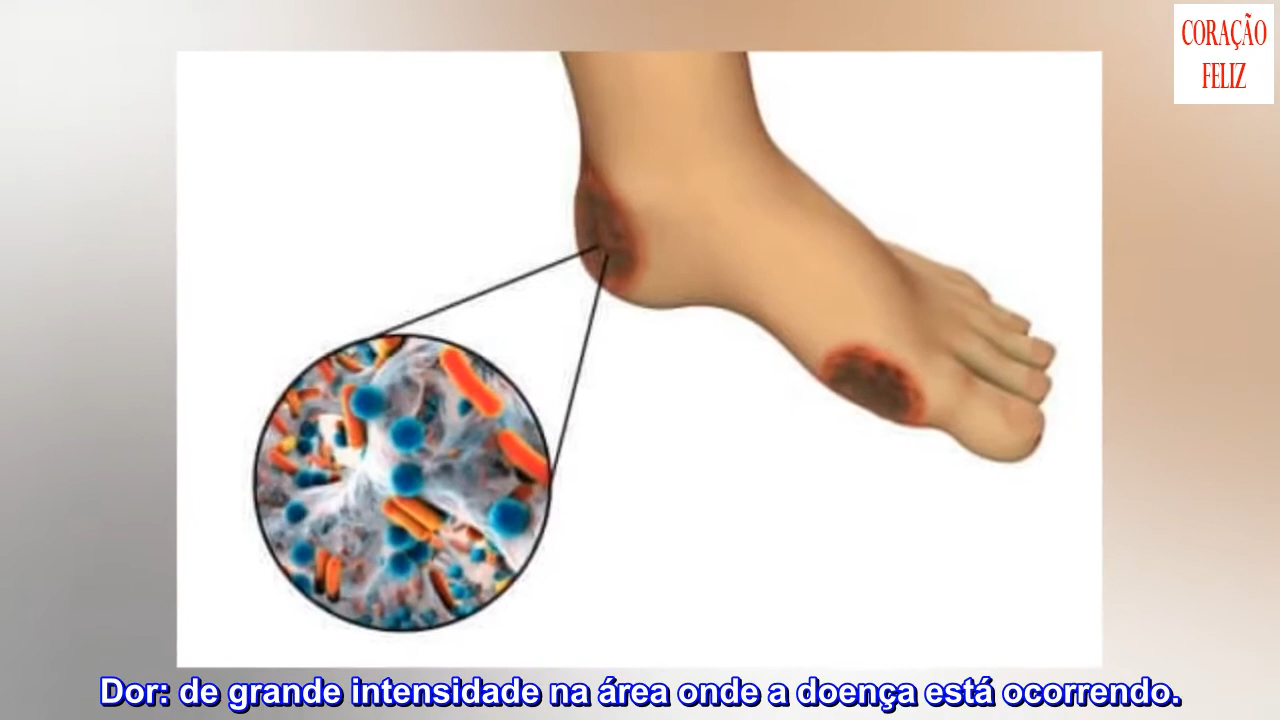 CORAÇÃO
FELIZ
Dor: de grande intensidade na área onde a doença está ocorrendo.